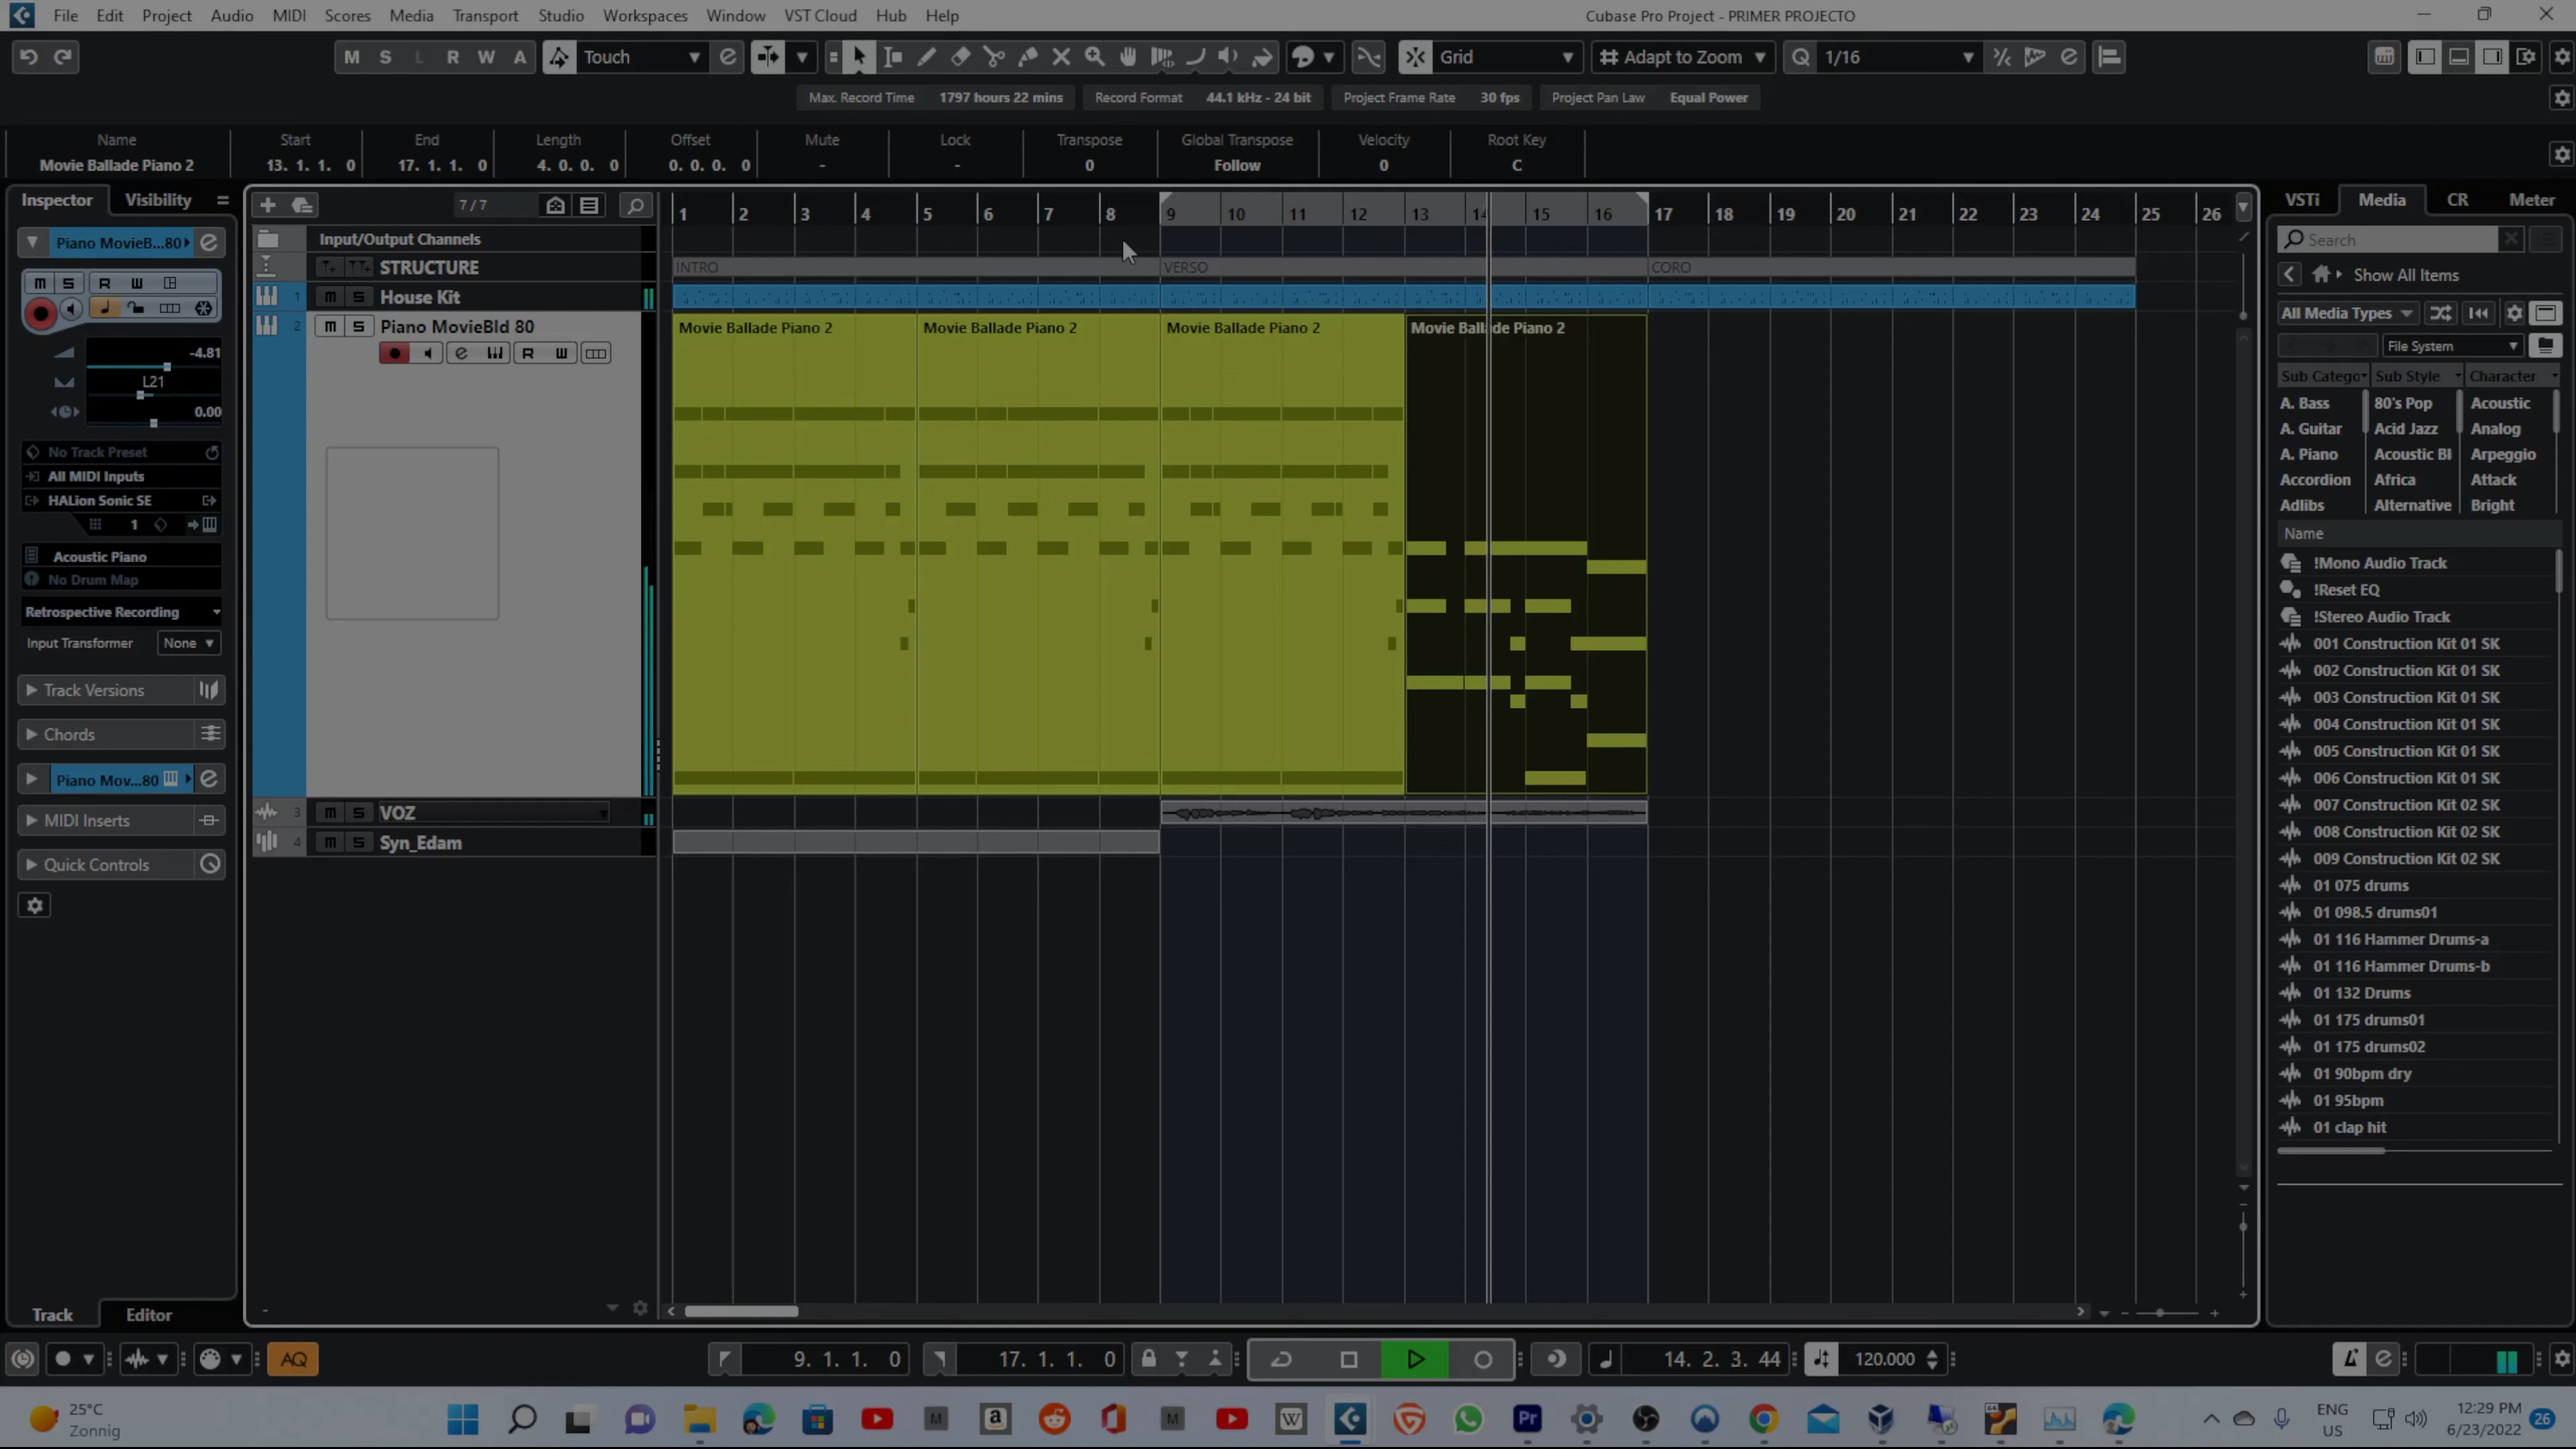 File Edit Project Audio MIDI Scores Media Transport Studio Workspaces Window VST Cloud Hub Help Cubase Pro Project - PRIMER PROJECTO
M S L R W A Touch Grid Adapt to Zoom Q 1/16
Max. Record Time 1797 hours 22 mins Record Format 44.1 kHz - 24 bit Project Frame Rate 30 fps Project Pan Law Equal Power
Name Start End Length Offset Mute Lock Transpose Global Transpose Velocity Root Key
Movie Ballade Piano 2 13. 1. 1. 0 17. 1. 1. 0 4. 0. 0. 0 0. 0. 0. 0 - - 0 Follow 0 C
Inspector Visibility 7/7 1 2 3 4 5 6 7 8 9 10 11 12 13 14 15 16 17 18 19 20 21 22 23 24 25 26 VSTi Media CR Meter
Piano MovieB...80 Input/Output Channels Search
STRUCTURE INTRO VERSO CORO Show All Items
M S R W
1 m S House Kit
All Media Types
2 m S Piano MovieBld 80 Movie Ballade Piano 2 Movie Ballade Piano 2 Movie Ballade Piano 2 Movie Ballade Piano 2
File System
-4.81 R W
L21 Sub Catego Sub Style Character
0.00 A. Bass 80's Pop Acoustic
A. Guitar Acid Jazz Analog
No Track Preset A. Piano Acoustic Bl Arpeggio
All MIDI Inputs Accordion Africa Attack
HALion Sonic SE Adlibs Alternative Bright
1 Name
Acoustic Piano !Mono Audio Track
No Drum Map !Reset EQ
Retrospective Recording !Stereo Audio Track
Input Transformer None 001 Construction Kit 01 SK
002 Construction Kit 01 SK
Track Versions 003 Construction Kit 01 SK
004 Construction Kit 01 SK
Chords 005 Construction Kit 01 SK
Piano Mov...80 006 Construction Kit 01 SK
3 m S VOZ 007 Construction Kit 02 SK
MIDI Inserts 008 Construction Kit 02 SK
4 m S Syn_Edam 009 Construction Kit 02 SK
Quick Controls 01 075 drums
01 098.5 drums01
01 116 Hammer Drums-a
01 116 Hammer Drums-b
01 132 Drums
01 175 drums01
01 175 drums02
01 90bpm dry
01 95bpm
01 clap hit
Track Editor
AQ 9. 1. 1. 0 17. 1. 1. 0 14. 2. 3. 44 120.000
25°C ENG 12:29 PM
Zonnig US 6/23/2022 26